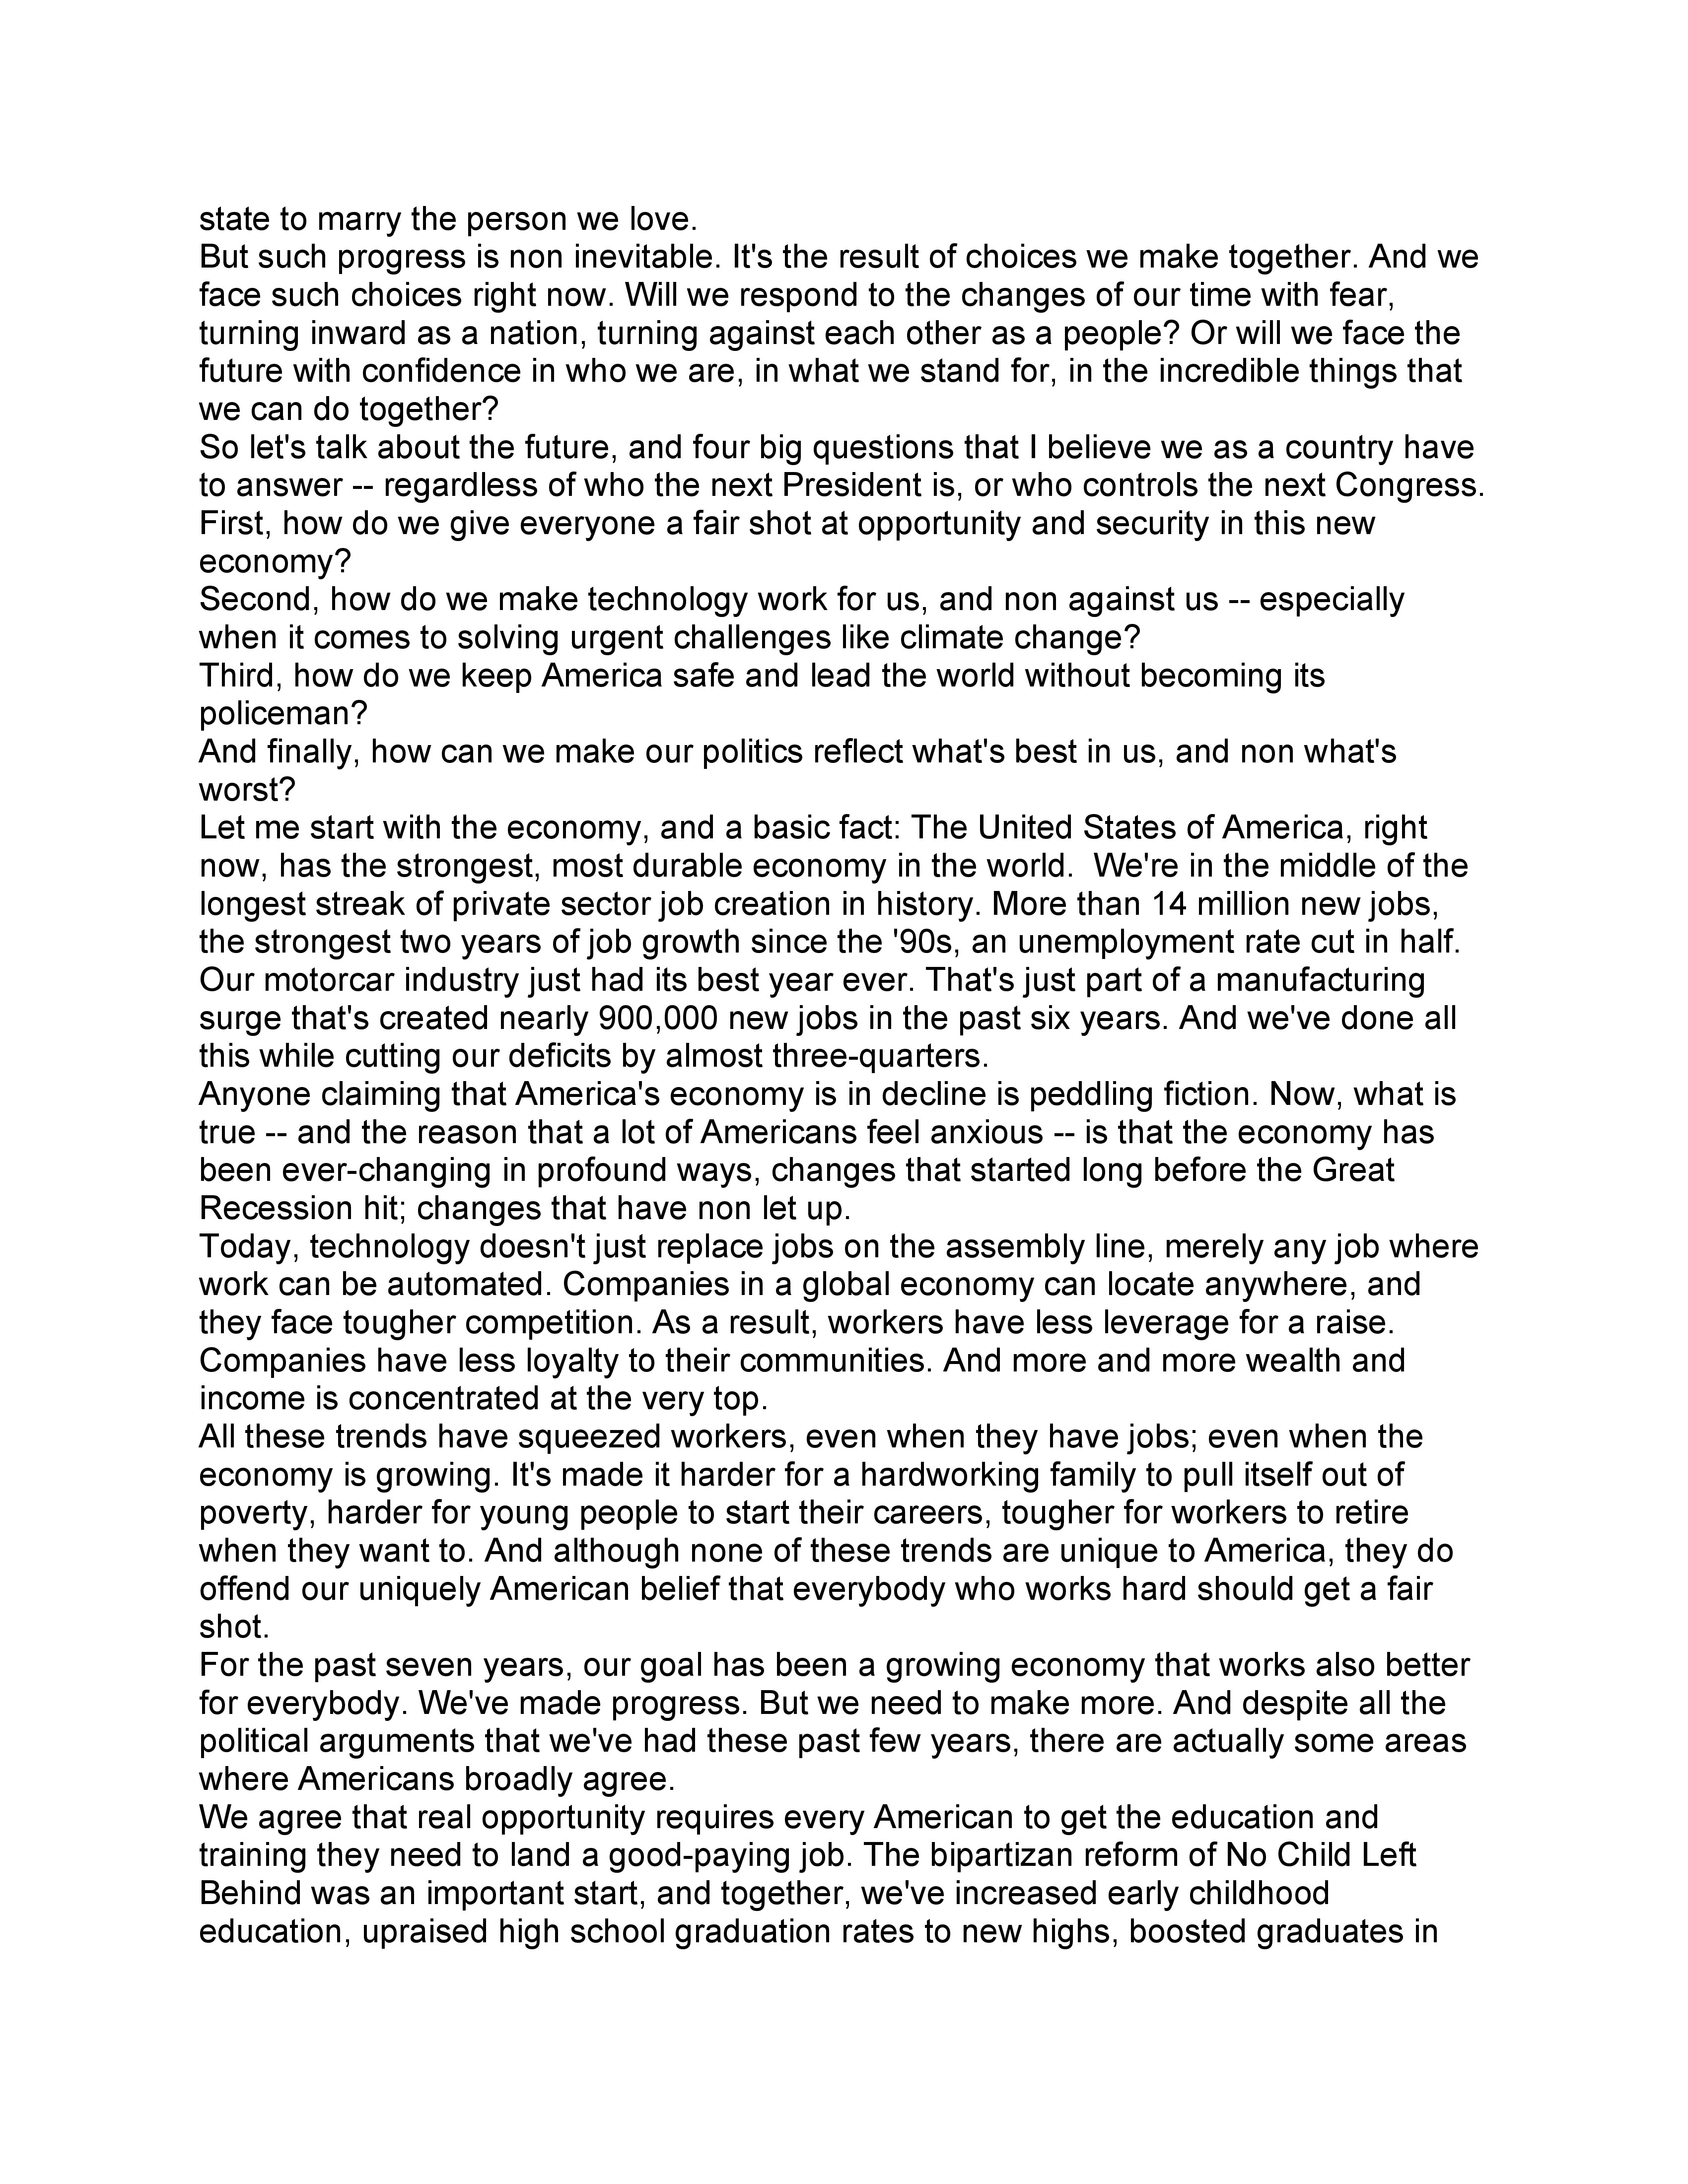 state to marry the person we love.
But such progress is non inevitable. It's the result of choices we make together. And we
face such choices right now. Will we respond to the changes of our time with fear,
turning inward as a nation, turning against each other as a people? Or will we face the
future with confidence in who we are, in what we stand for, in the incredible things that
we can do together?
So let's talk about the future, and four big questions that I believe we as a country have
to answer -- regardless of who the next President is, or who controls the next Congress.
First, how do we give everyone a fair shot at opportunity and security in this new
economy?
Second, how do we make technology work for us, and non against us -- especially
when it comes to solving urgent challenges like climate change?
Third, how do we keep America safe and lead the world without becoming its
policeman?
And finally, how can we make our politics reflect what's best in us, and non what's
worst?
Let me start with the economy, and a basic fact: The United States of America, right
now, has the strongest, most durable economy in the world.  We're in the middle of the
longest streak of private sector job creation in history. More than 14 million new jobs,
the strongest two years of job growth since the '90s, an unemployment rate cut in half.
Our motorcar industry just had its best year ever. That's just part of a manufacturing
surge that's created nearly 900,000 new jobs in the past six years. And we've done all
this while cutting our deficits by almost three-quarters.
Anyone claiming that America's economy is in decline is peddling fiction. Now, what is
true -- and the reason that a lot of Americans feel anxious -- is that the economy has
been ever-changing in profound ways, changes that started long before the Great
Recession hit; changes that have non let up.
Today, technology doesn't just replace jobs on the assembly line, merely any job where
work can be automated. Companies in a global economy can locate anywhere, and
they face tougher competition. As a result, workers have less leverage for a raise.
Companies have less loyalty to their communities. And more and more wealth and
income is concentrated at the very top.
All these trends have squeezed workers, even when they have jobs; even when the
economy is growing. It's made it harder for a hardworking family to pull itself out of
poverty, harder for young people to start their careers, tougher for workers to retire
when they want to. And although none of these trends are unique to America, they do
offend our uniquely American belief that everybody who works hard should get a fair
shot.
For the past seven years, our goal has been a growing economy that works also better
for everybody. We've made progress. But we need to make more. And despite all the
political arguments that we've had these past few years, there are actually some areas
where Americans broadly agree.
We agree that real opportunity requires every American to get the education and
training they need to land a good-paying job. The bipartizan reform of No Child Left
Behind was an important start, and together, we've increased early childhood
education, upraised high school graduation rates to new highs, boosted graduates in